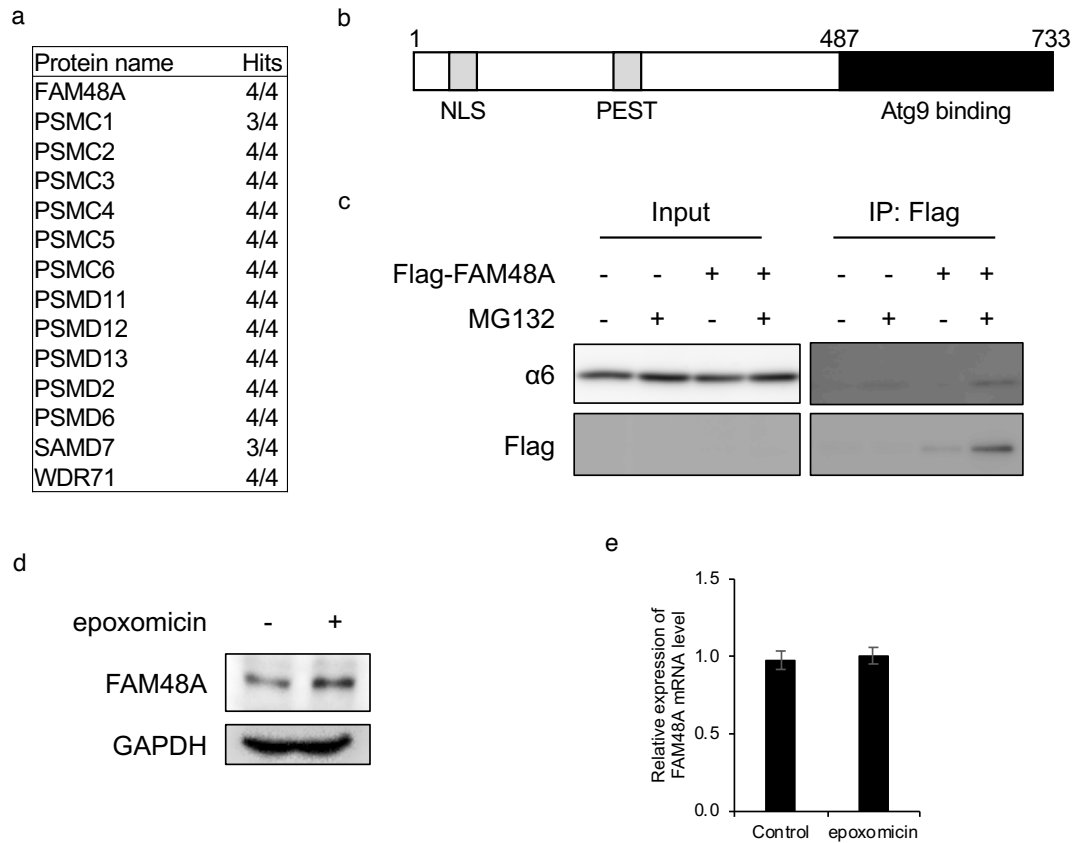 a
Protein name Hits
FAM48A 4/4
PSMC1 3/4
PSMC2 4/4
PSMC3 4/4
PSMC4 4/4
PSMC5 4/4
PSMC6 4/4
PSMD11 4/4
PSMD12 4/4
PSMD13 4/4
PSMD2 4/4
PSMD6 4/4
SAMD7 3/4
WDR71 4/4
b
1 487 733
NLS PEST Atg9 binding
c
Input IP: Flag
Flag-FAM48A - - + + - - + +
MG132 - + - + - + - +
α6
Flag
d
epoxomicin - +
FAM48A
GAPDH
e
Relative expression of
FAM48A mRNA level
1.5
1.0
0.5
0.0
Control epoxomicin